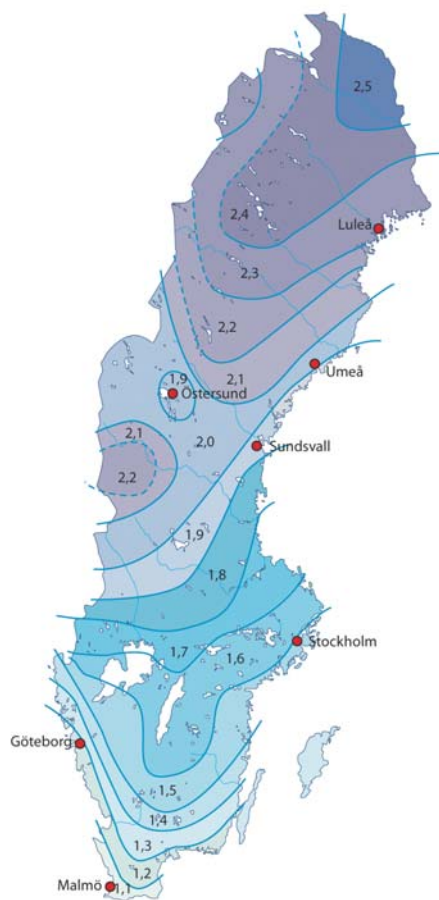 2,5
2,4
Luleå
2,3
2,2
Umeå
1,9
2,1
Östersund
2,1
2,0
Sundsvall
2,2
1,9
1,8
Stockholm
1,7
1,6
Göteborg
1,5
1,4
1,3
1,2
Malmö
1,1